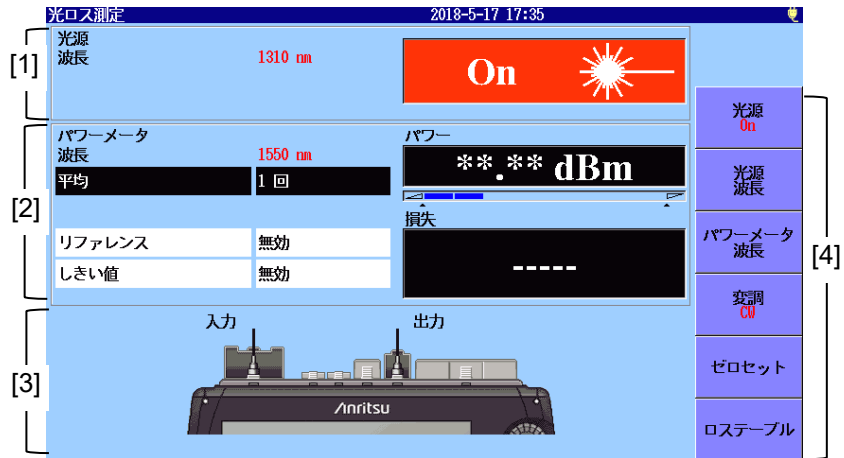 光ロス測定 2018-5-17 17:35
[1]
光源
波長 1310 nm
On
[2]
パワーメータ
波長 1550 nm
平均 1 回
リファレンス 無効
しきい値 無効
パワー
**.** dBm
損失
-----
[3]
入力 出力
Anritsu
[4]
光源
On
光源
波長
パワーメータ
波長
変調
CW
ゼロセット
ロステーブル